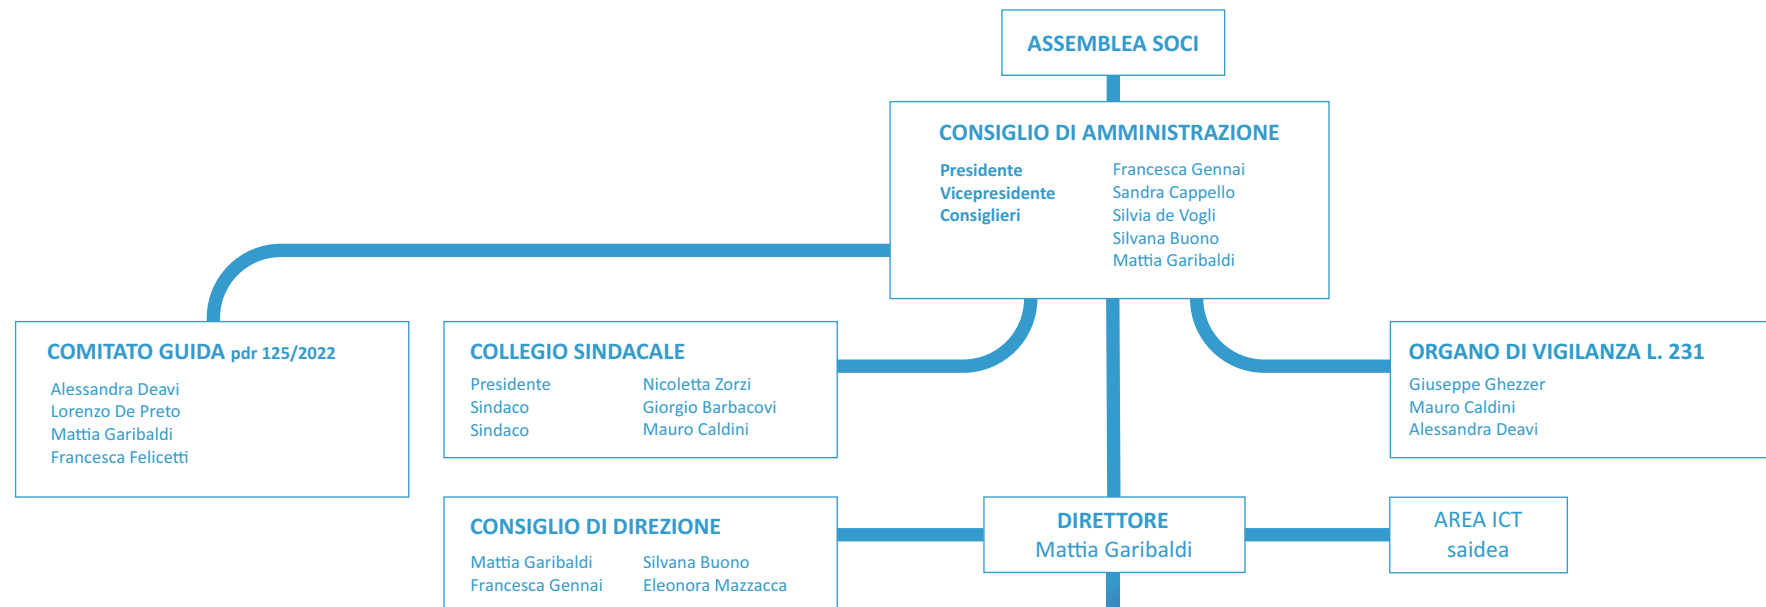 ASSEMBLEA SOCI
CONSIGLIO DI AMMINISTRAZIONE
Presidente Francesca Gennai
Vicepresidente Sandra Cappello
Consiglieri Silvia de Vogli
Silvana Buono
Mattia Garibaldi
COMITATO GUIDA pdr 125/2022
Alessandra Deavi
Lorenzo De Preto
Mattia Garibaldi
Francesca Felicetti
COLLEGIO SINDACALE
Presidente Nicoletta Zorzi
Sindaco Giorgio Barbacovi
Sindaco Mauro Caldini
ORGANO DI VIGILANZA L. 231
Giuseppe Ghezzer
Mauro Caldini
Alessandra Deavi
CONSIGLIO DI DIREZIONE
Mattia Garibaldi Silvana Buono
Francesca Gennai Eleonora Mazzacca
DIRETTORE
Mattia Garibaldi
AREA ICT
saidea